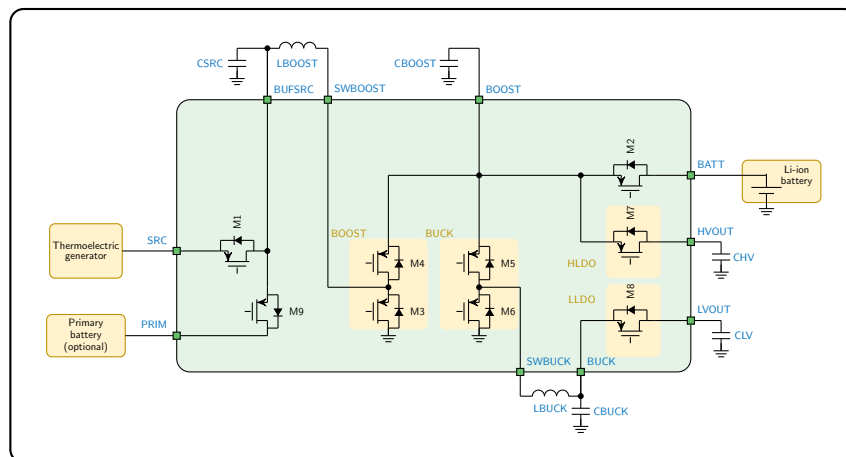 CSRC
LBOOST
CBOOST
BUFSRC
SWBOOST
BOOST
M2
BATT
Li-ion
battery
M1
M7
SRC
BOOST
BUCK
HVOUT
Thermoelectric
generator
M4
M5
HLDO
CHV
M8
LLDO
M9
M3
M6
LVOUT
Primary
battery
(optional)
PRIM
CLV
SWBUCK
BUCK
LBUCK
CBUCK